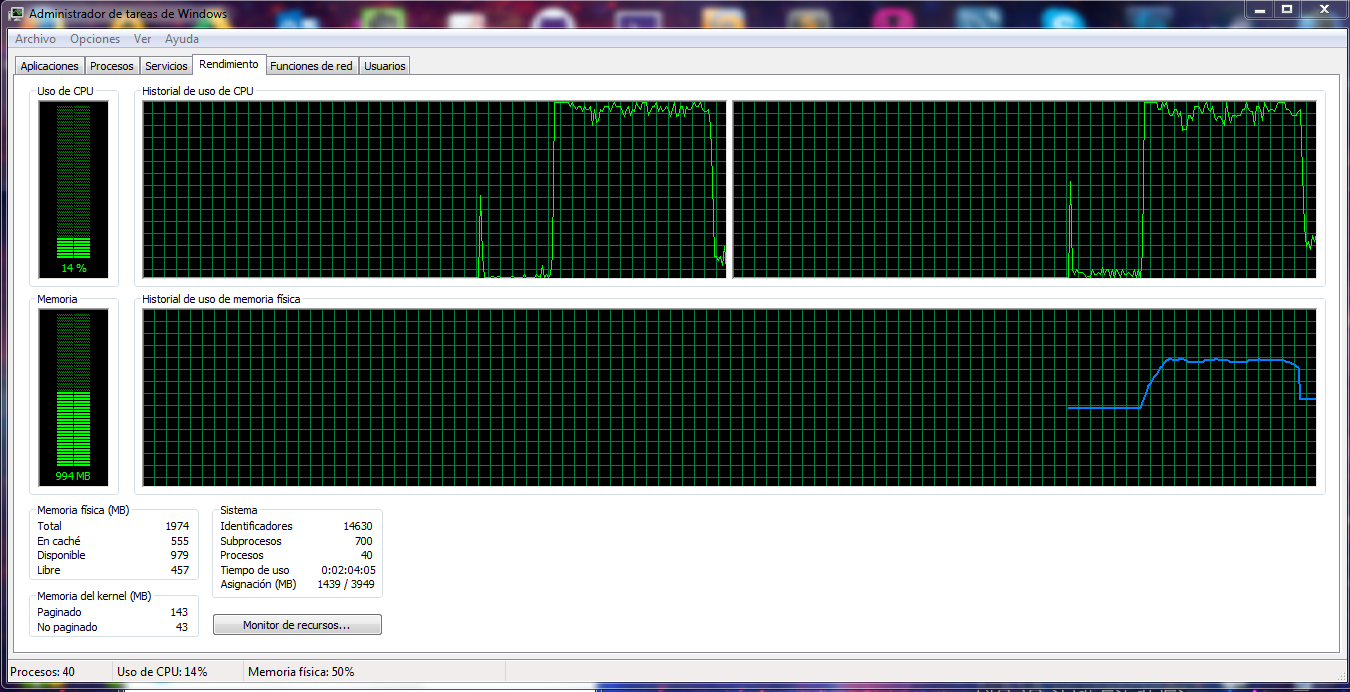 Administrador de tareas de Windows
Archivo Opciones Ver Ayuda
Aplicaciones Procesos Servicios Rendimiento Funciones de red Usuarios
Uso de CPU Historial de uso de CPU
14 %
Memoria Historial de uso de memoria física
994 MB
Memoria física (MB)
Total 1974
En caché 555
Disponible 979
Libre 457
Memoria del kernel (MB)
Paginado 143
No paginado 43
Sistema
Identificadores 14630
Subprocesos 700
Procesos 40
Tiempo de uso 0:02:04:05
Asignación (MB) 1439 / 3949
Monitor de recursos...
Procesos: 40 Uso de CPU: 14% Memoria física: 50%